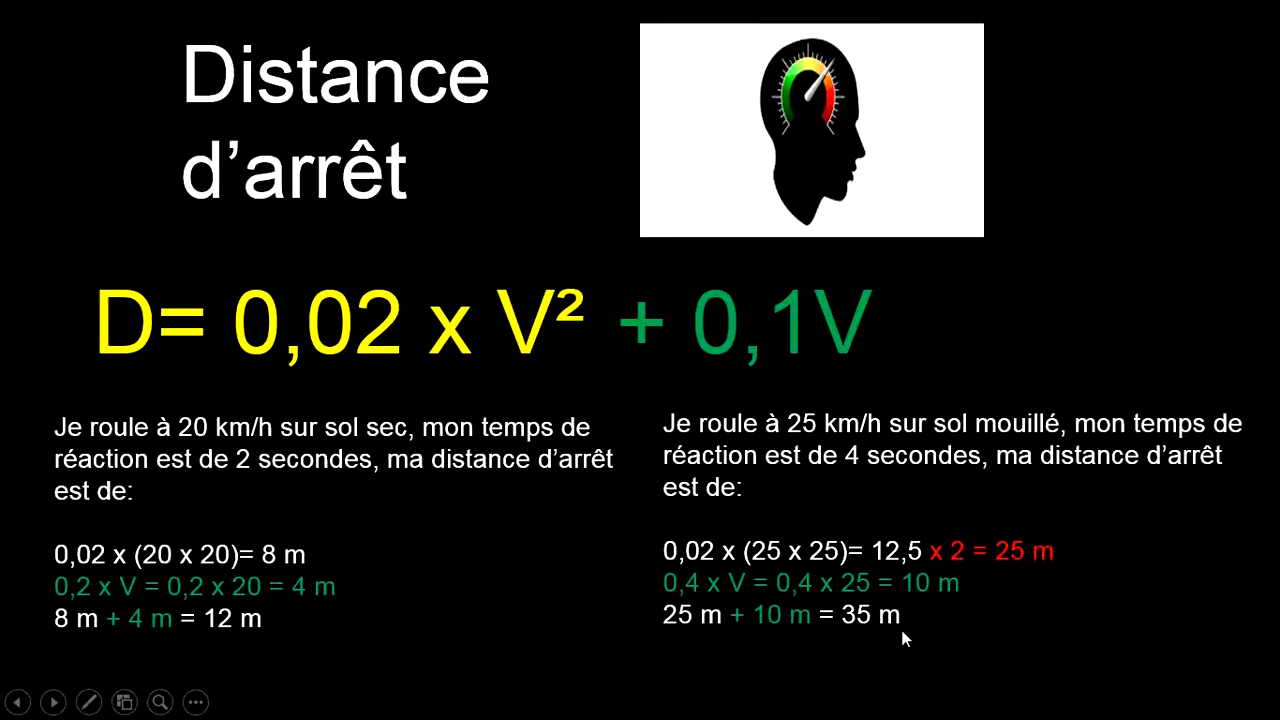 Distance
d’arrêt
D= 0,02 x V² + 0,1V
Je roule à 20 km/h sur sol sec, mon temps de
réaction est de 2 secondes, ma distance d’arrêt
est de:
0,02 x (20 x 20)= 8 m
0,2 x V = 0,2 x 20 = 4 m
8 m + 4 m = 12 m
Je roule à 25 km/h sur sol mouillé, mon temps de
réaction est de 4 secondes, ma distance d’arrêt
est de:
0,02 x (25 x 25)= 12,5 x 2 = 25 m
0,4 x V = 0,4 x 25 = 10 m
25 m + 10 m = 35 m